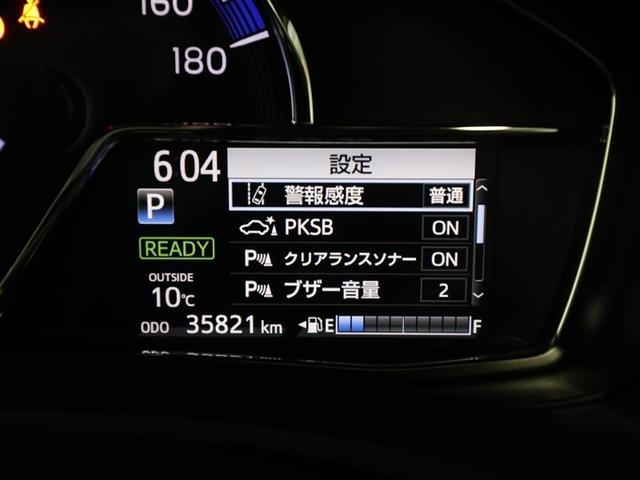 160
180
6:04 設定
警報感度 普通
P
PKSB ON
READY
クリアランスソナー ON
OUTSIDE
10℃
ブザー音量 2
ODO 35821 km E F